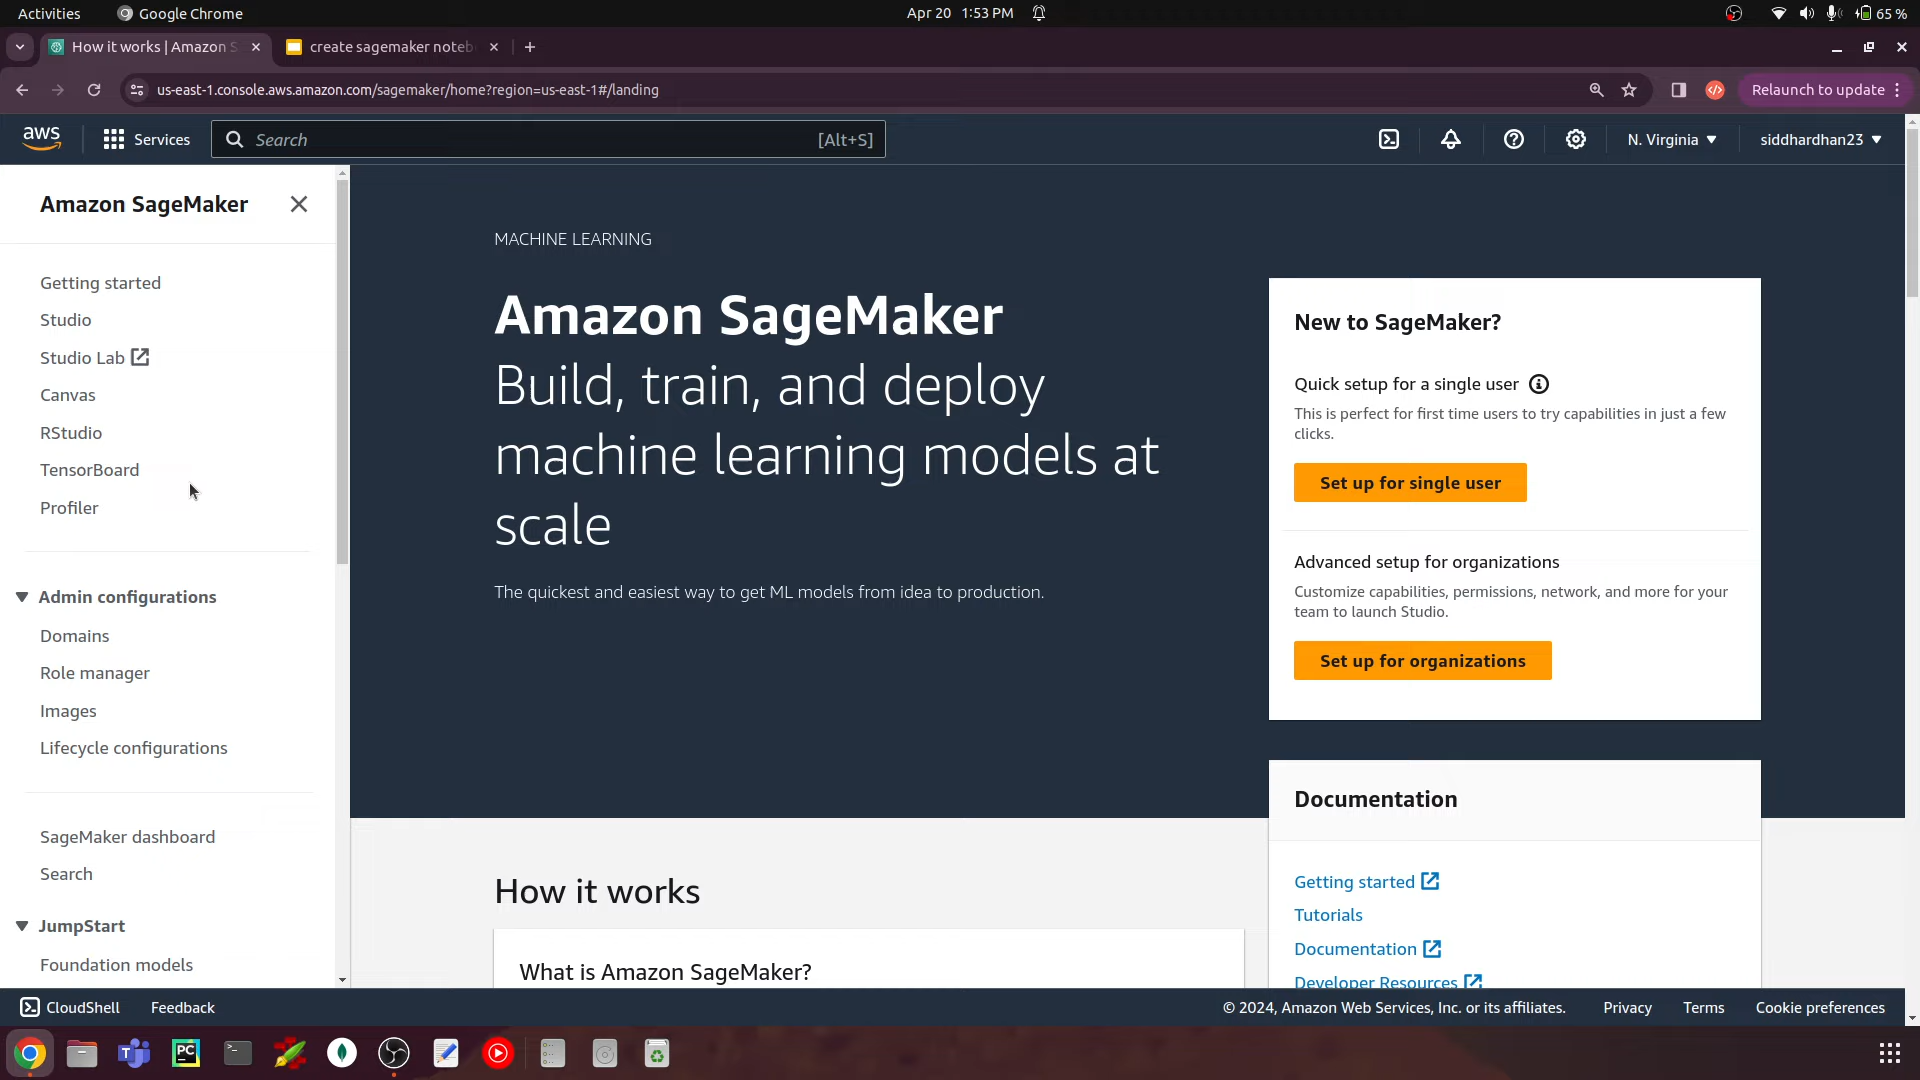 Activities
Google Chrome
Apr 20 1:53 PM
65 %
How it works | Amazon S
create sagemaker noteb
us-east-1.console.aws.amazon.com/sagemaker/home?region=us-east-1#/landing
Relaunch to update
aws
Services
Search
[Alt+S]
N. Virginia
siddhardhan23
Amazon SageMaker
Getting started
Studio
Studio Lab
Canvas
RStudio
TensorBoard
Profiler
Admin configurations
Domains
Role manager
Images
Lifecycle configurations
SageMaker dashboard
Search
JumpStart
Foundation models
MACHINE LEARNING
Amazon SageMaker
Build, train, and deploy
machine learning models at
scale
The quickest and easiest way to get ML models from idea to production.
New to SageMaker?
Quick setup for a single user
This is perfect for first time users to try capabilities in just a few
clicks.
Set up for single user
Advanced setup for organizations
Customize capabilities, permissions, network, and more for your
team to launch Studio.
Set up for organizations
Documentation
Getting started
Tutorials
Documentation
Developer Resources
How it works
What is Amazon SageMaker?
CloudShell
Feedback
© 2024, Amazon Web Services, Inc. or its affiliates.
Privacy
Terms
Cookie preferences
PC